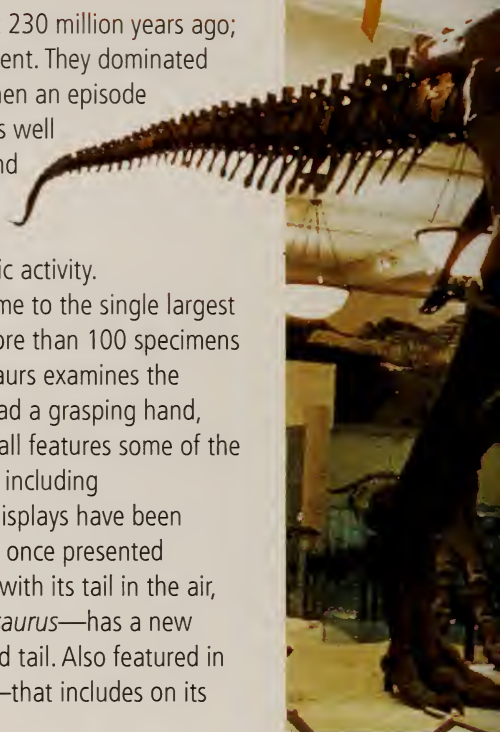 230 million years ago;
ent. They dominated
en an episode
s well
nd
ic activity.
me to the single largest
ore than 100 specimens
aurs examines the
ad a grasping hand,
all features some of the
including
isplays have been
once presented
with its tail in the air,
aurus—has a new
d tail. Also featured in
–that includes on its